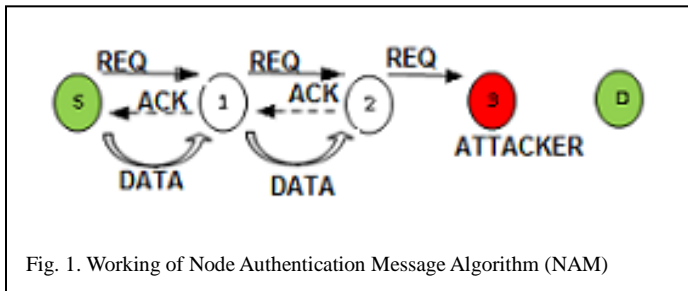 REQ REQ REQ
S ACK 1 ACK 2 3 D
ATTACKER
DATA DATA
Fig. 1. Working of Node Authentication Message Algorithm (NAM)